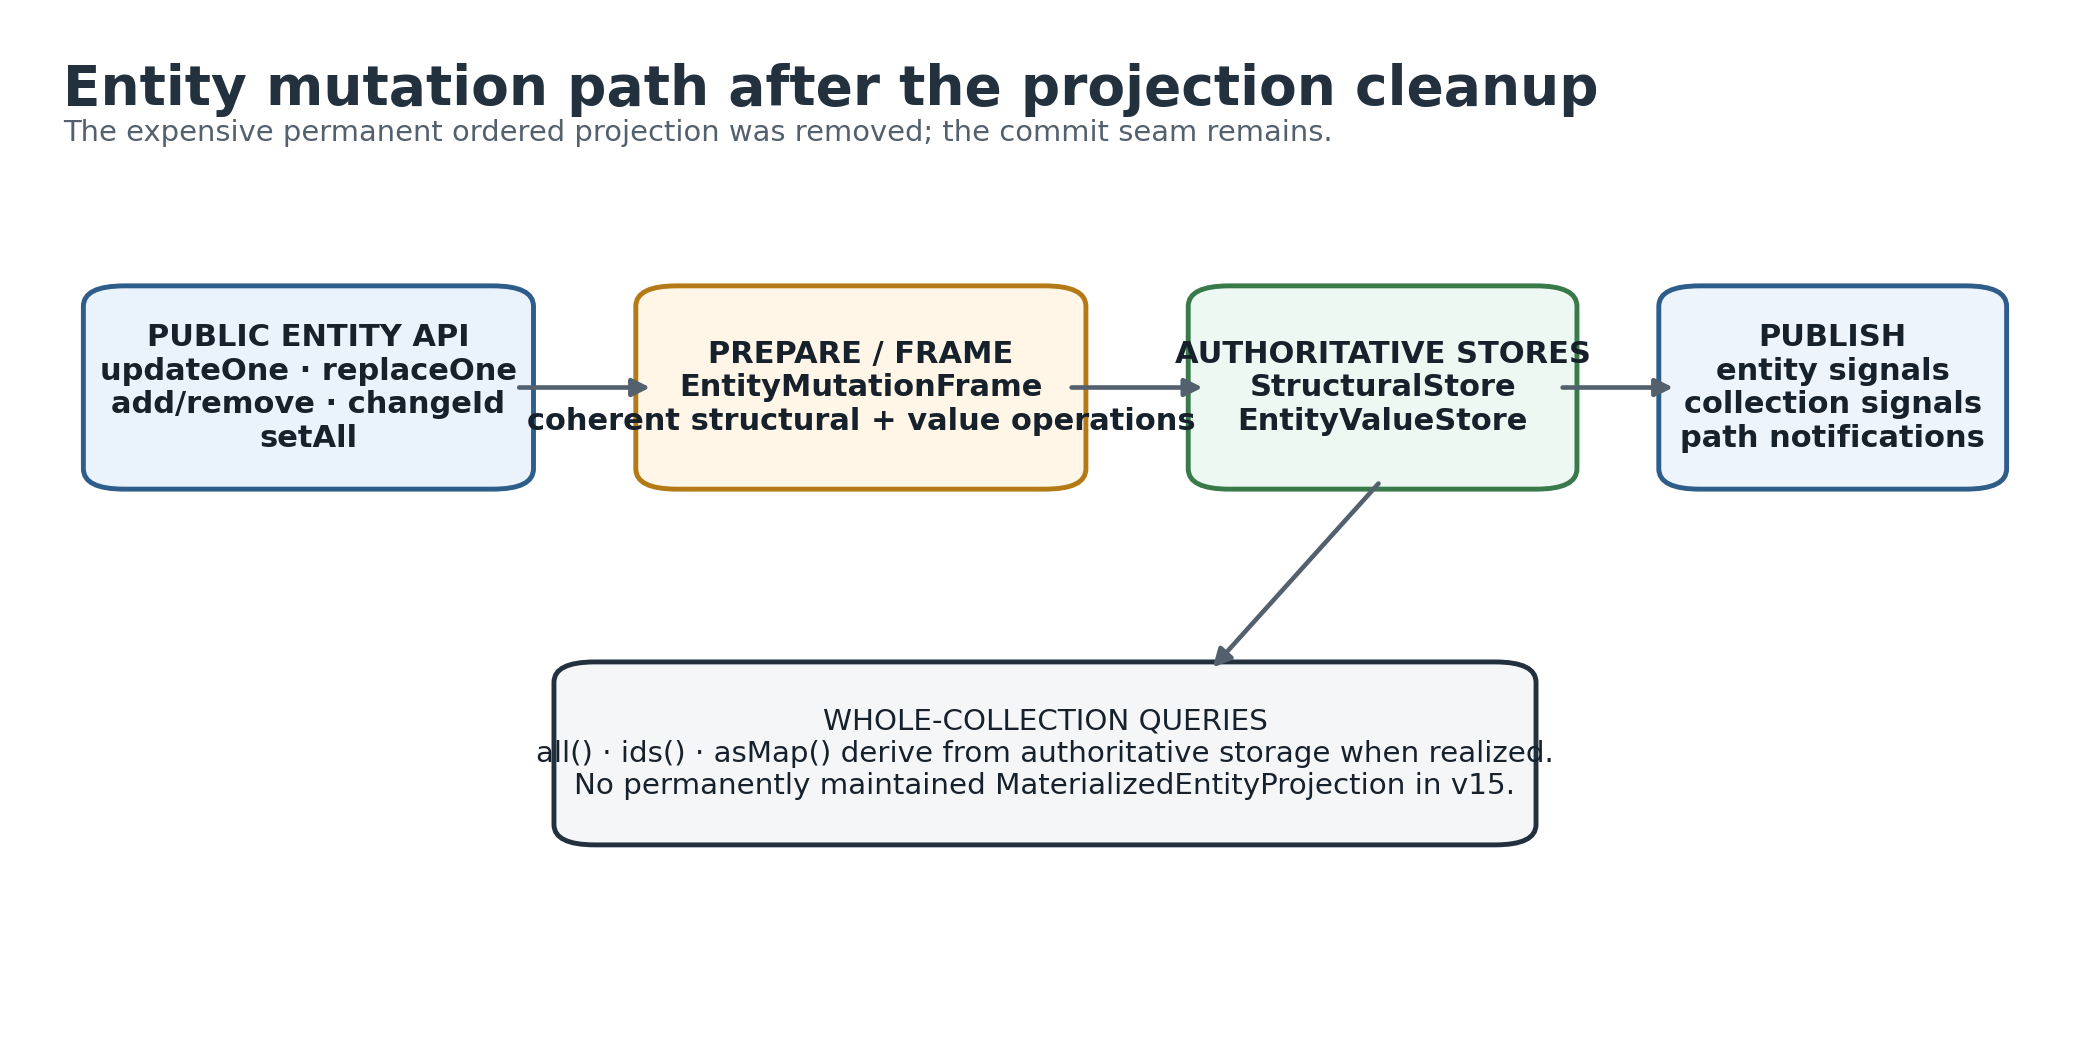 Entity mutation path after the projection cleanup
The expensive permanent ordered projection was removed; the commit seam remains.
PUBLIC ENTITY API
updateOne · replaceOne
add/remove · changeId
setAll
PREPARE / FRAME
EntityMutationFrame
coherent structural + value operations
AUTHORITATIVE STORES
StructuralStore
EntityValueStore
PUBLISH
entity signals
collection signals
path notifications
WHOLE-COLLECTION QUERIES
all() · ids() · asMap() derive from authoritative storage when realized.
No permanently maintained MaterializedEntityProjection in v15.